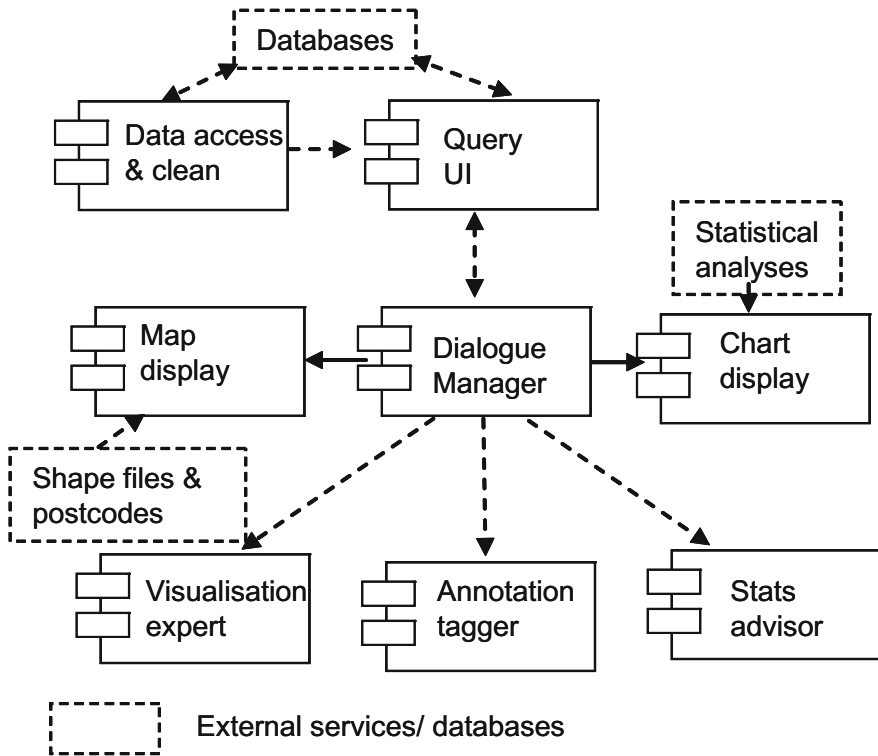 Databases
Data access
& clean
Query
UI
Statistical
analyses
Map
display
Dialogue
Manager
Chart
display
Shape files &
postcodes
Visualisation
expert
Annotation
tagger
Stats
advisor
External services/ databases